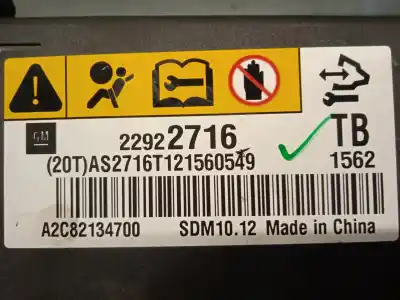 GM
22922716
TB
(20T)AS2716T121560549
1562
A2C82134700 SDM10.12 Made in China